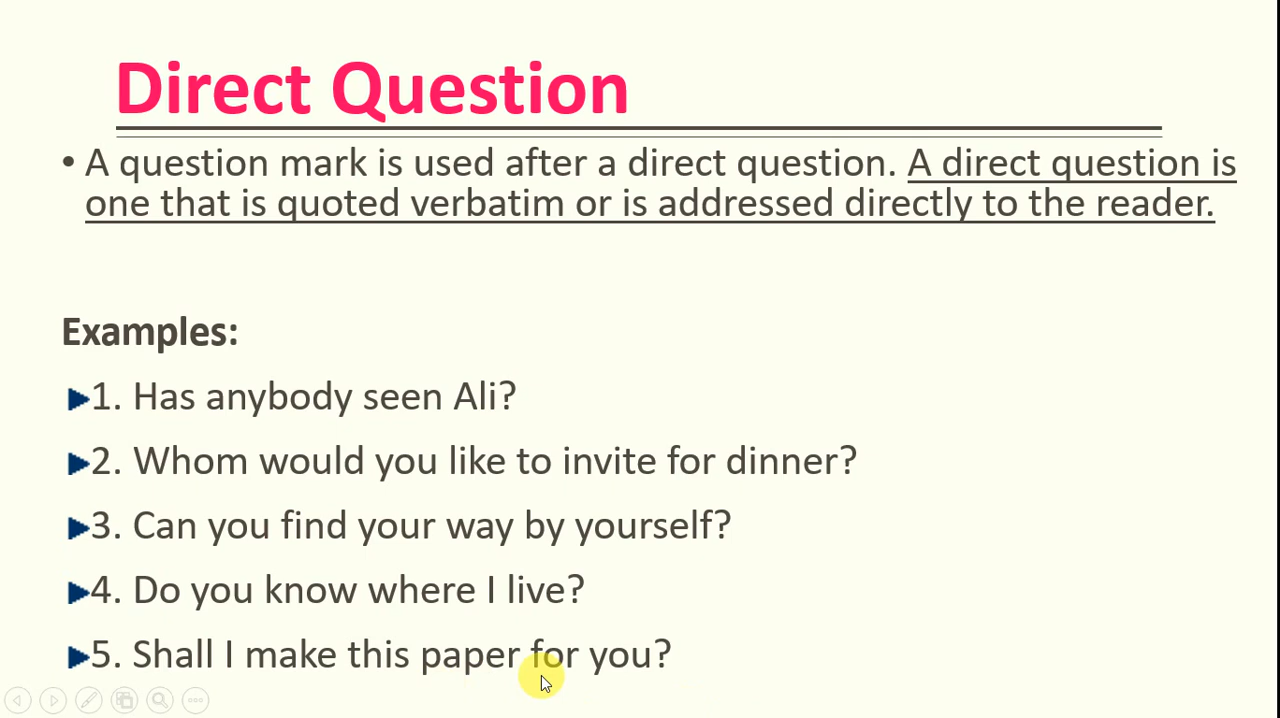 Direct Question
• A question mark is used after a direct question. A direct question is
one that is quoted verbatim or is addressed directly to the reader.
Examples:
1. Has anybody seen Ali?
2. Whom would you like to invite for dinner?
3. Can you find your way by yourself?
4. Do you know where I live?
5. Shall I make this paper for you?